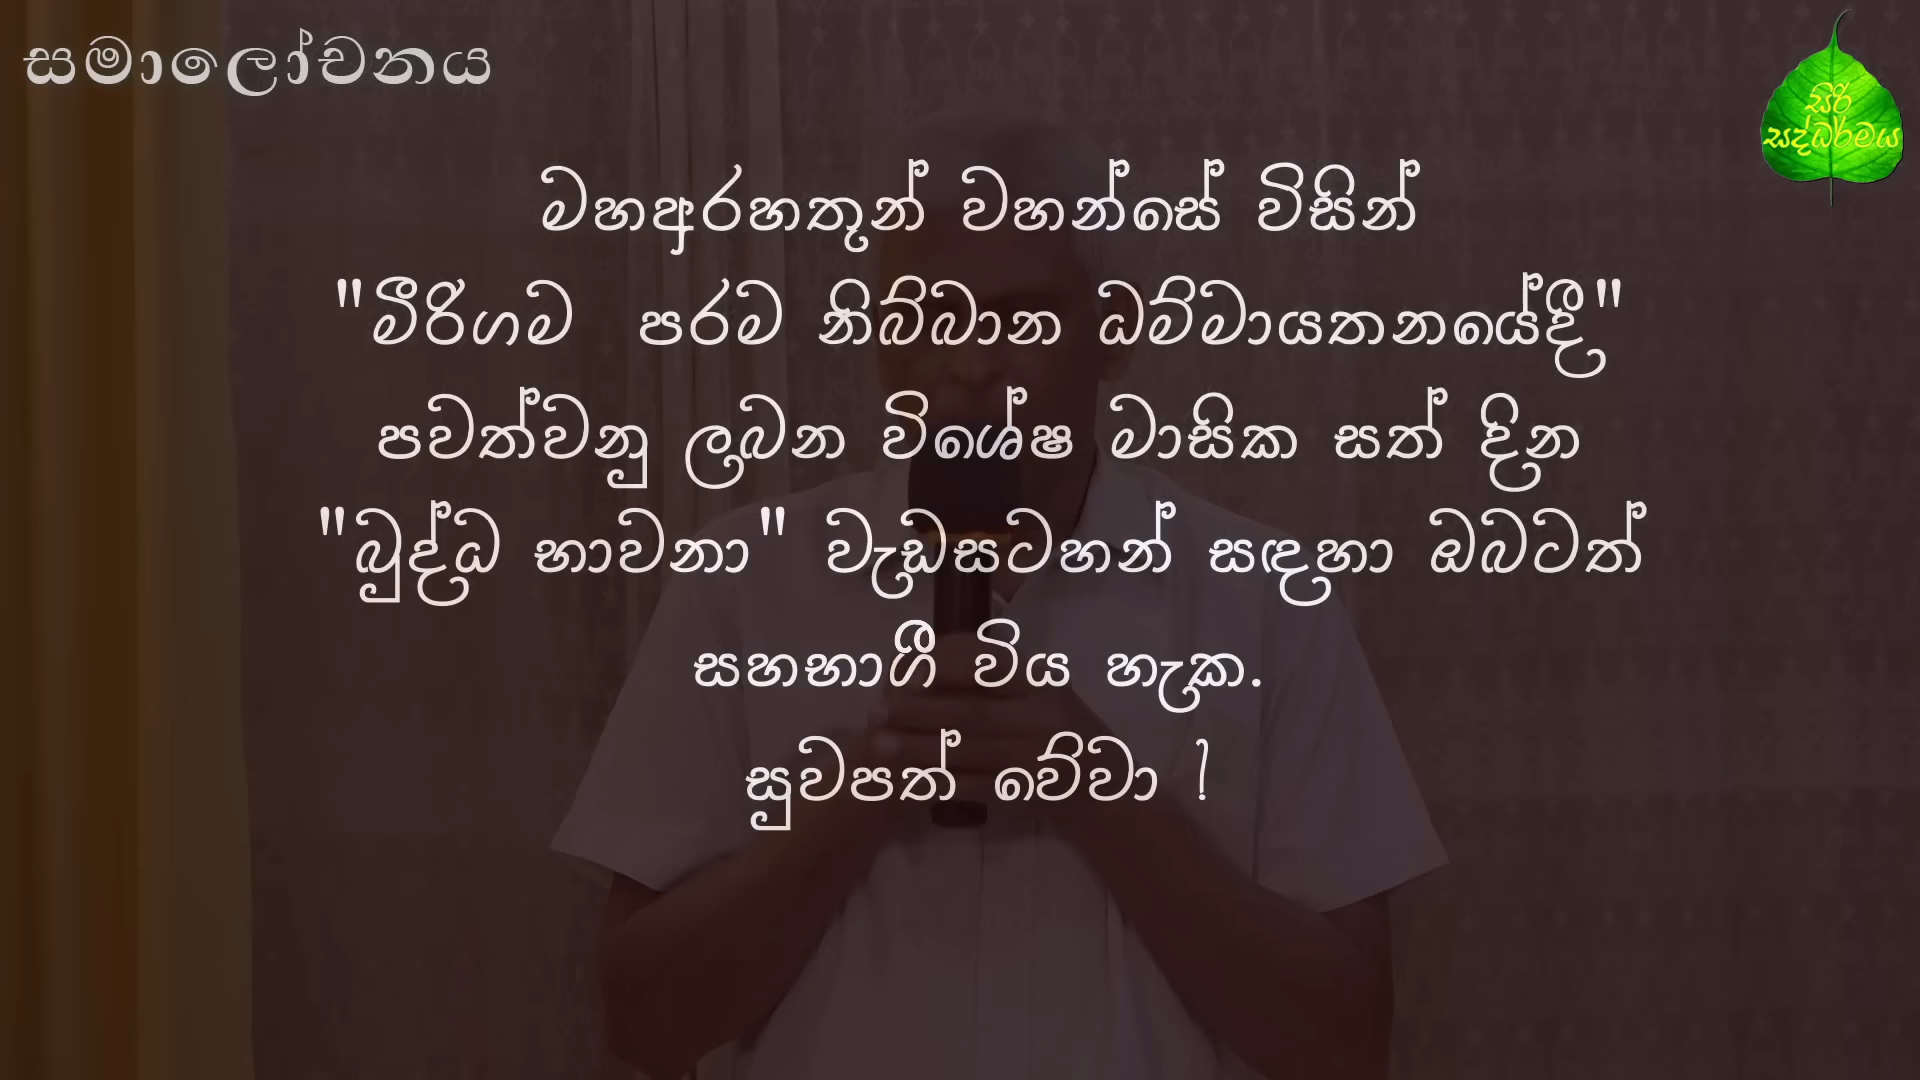 සමාලෝචනය
සිරි
සද්ධර්මය
මහඅරහතූන් වහන්සේ විසින්
"මීරිගම පරම නිබ්බාන ධම්මායතනයේදී"
පවත්වනු ලබන විශේෂ මාසික සත් දින
"බුද්ධ භාවනා" වැඩසටහන් සඳහා ඔබටත්
සහභාගී විය හැක.
සුවපත් වේවා !